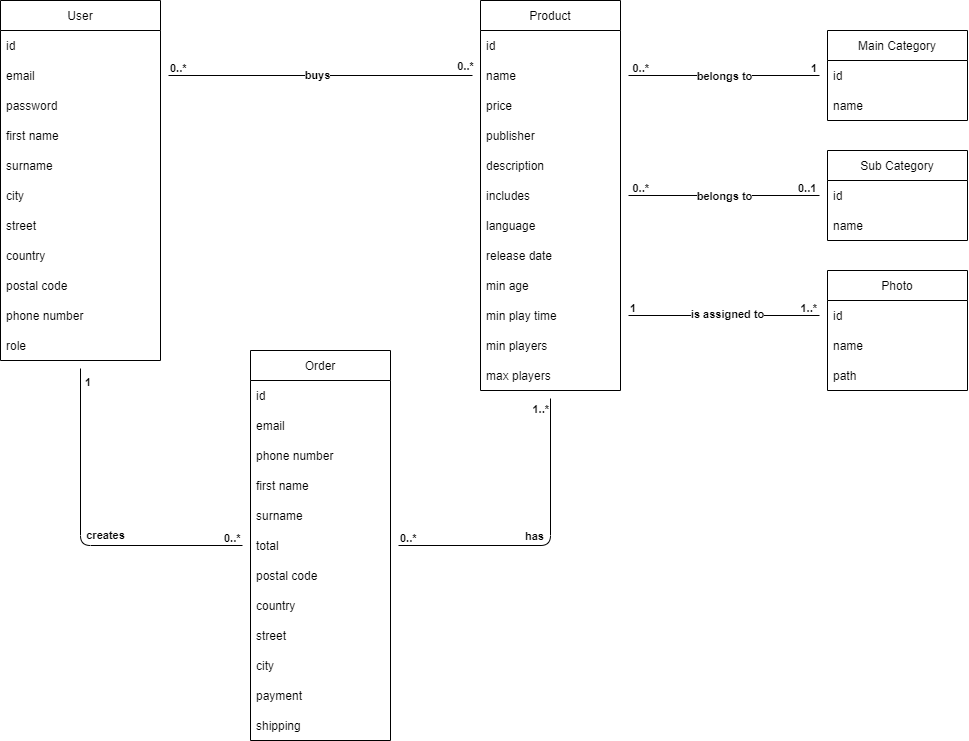 User
id
email
password
first name
surname
city
street
country
postal code
phone number
role
0..*
buys
0..*
Product
id
name
price
publisher
description
includes
language
release date
min age
min play time
min players
max players
0..*
belongs to
1
Main Category
id
name
0..*
belongs to
0..1
Sub Category
id
name
1
is assigned to
1..*
Photo
id
name
path
1
creates
0..*
Order
id
email
phone number
first name
surname
total
postal code
country
street
city
payment
shipping
0..*
has
1..*